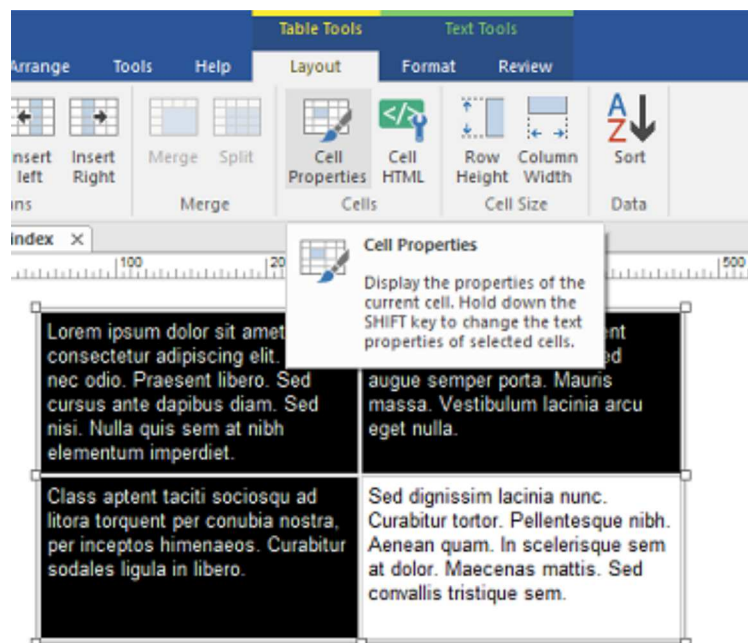 Table Tools Text Tools
Arrange Tools Help Layout Format Review
Insert Insert Merge Split Cell Cell Row Column Sort
left Right Properties HTML Height Width
Merge Cells Cell Size Data
index
100 500
Cell Properties
Display the properties of the
current cell. Hold down the
SHIFT key to change the text
properties of selected cells.
Lorem ipsum dolor sit amet
consectetur adipiscing elit.
nec odio. Praesent libero. Sed
cursus ante dapibus diam. Sed
nisi. Nulla quis sem at nibh
elementum imperdiet.
augue semper porta. Mauris
massa. Vestibulum lacinia arcu
eget nulla.
Class aptent taciti sociosqu ad
litora torquent per conubia nostra,
per inceptos himenaeos. Curabitur
sodales ligula in libero.
Sed dignissim lacinia nunc.
Curabitur tortor. Pellentesque nibh.
Aenean quam. In scelerisque sem
at dolor. Maecenas mattis. Sed
convallis tristique sem.